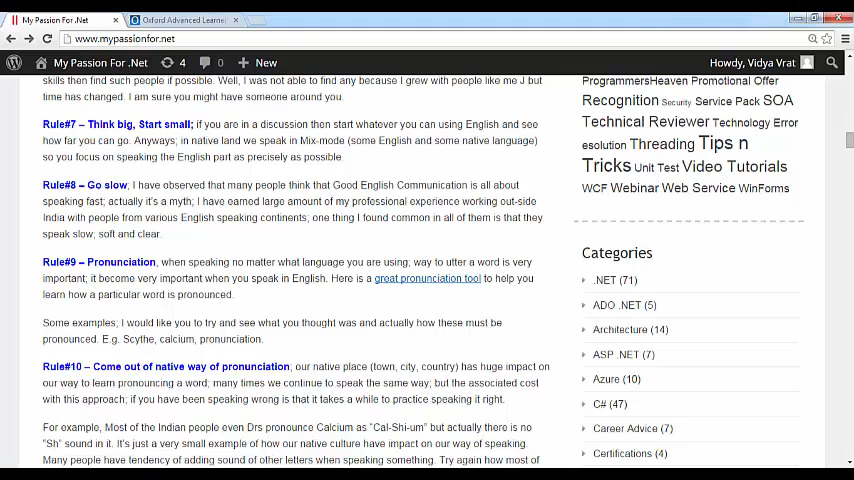 My Passion For .Net
Oxford Advanced Learne
www.mypassionfor.net
My Passion For .Net
4
0
New
Howdy, Vidya Vrat
skills then find such people if possible. Well, I was not able to find any because I grew with people like me J but
time has changed. I am sure you might have someone around you.
Rule#7 – Think big, Start small; if you are in a discussion then start whatever you can using English and see
how far you can go. Anyways; in native land we speak in Mix-mode (some English and some native language)
so you focus on speaking the English part as precisely as possible.
Rule#8 – Go slow; I have observed that many people think that Good English Communication is all about
speaking fast; actually it's a myth; I have earned large amount of my professional experience working out-side
India with people from various English speaking continents; one thing I found common in all of them is that they
speak slow; soft and clear.
Rule#9 – Pronunciation, when speaking no matter what language you are using; way to utter a word is very
important; it become very important when you speak in English. Here is a great pronunciation tool to help you
learn how a particular word is pronounced.
Some examples; I would like you to try and see what you thought was and actually how these must be
pronounced. E.g. Scythe, calcium, pronunciation.
Rule#10 – Come out of native way of pronunciation; our native place (town, city, country) has huge impact on
our way to learn pronouncing a word; many times we continue to speak the same way; but the associated cost
with this approach; if you have been speaking wrong is that it takes a while to practice speaking it right.
For example, Most of the Indian people even Drs pronounce Calcium as "Cal-Shi-um" but actually there is no
"Sh" sound in it. It's just a very small example of how our native culture have impact on our way of speaking.
Many people have tendency of adding sound of other letters when speaking something. Try again how most of
ProgrammersHeaven Promotional Offer
Recognition Security Service Pack SOA
Technical Reviewer Technology Error
esolution Threading Tips n
Tricks Unit Test Video Tutorials
WCF Webinar Web Service WinForms
Categories
.NET (71)
ADO .NET (5)
Architecture (14)
ASP .NET (7)
Azure (10)
C# (47)
Career Advice (7)
Certifications (4)